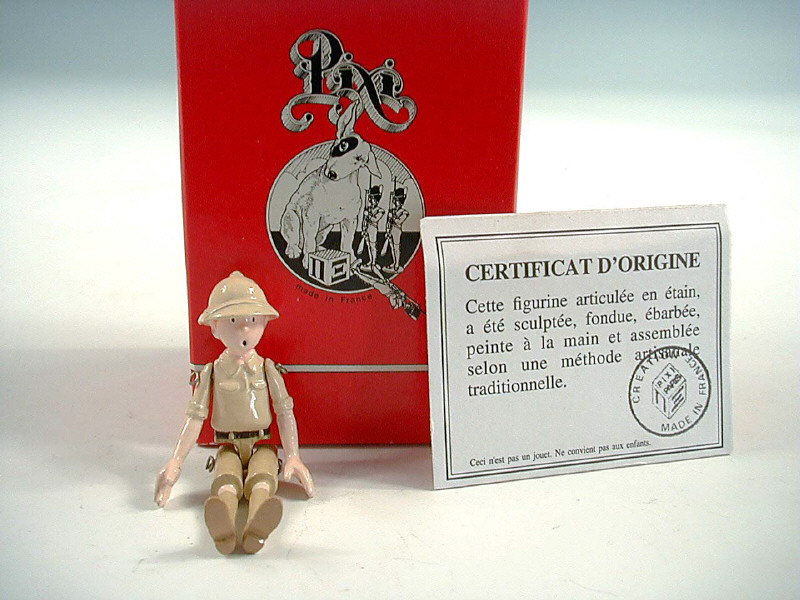 Pixi
made in France
CERTIFICAT D'ORIGINE
Cette figurine articulée en étain,
a été sculptée, fondue, ébarbée,
peinte à la main et assemblée
selon une méthode artisanale
traditionnelle.
CREATION PIXI
PARIS
MADE IN FRANCE
Ceci n'est pas un jouet. Ne convient pas aux enfants.